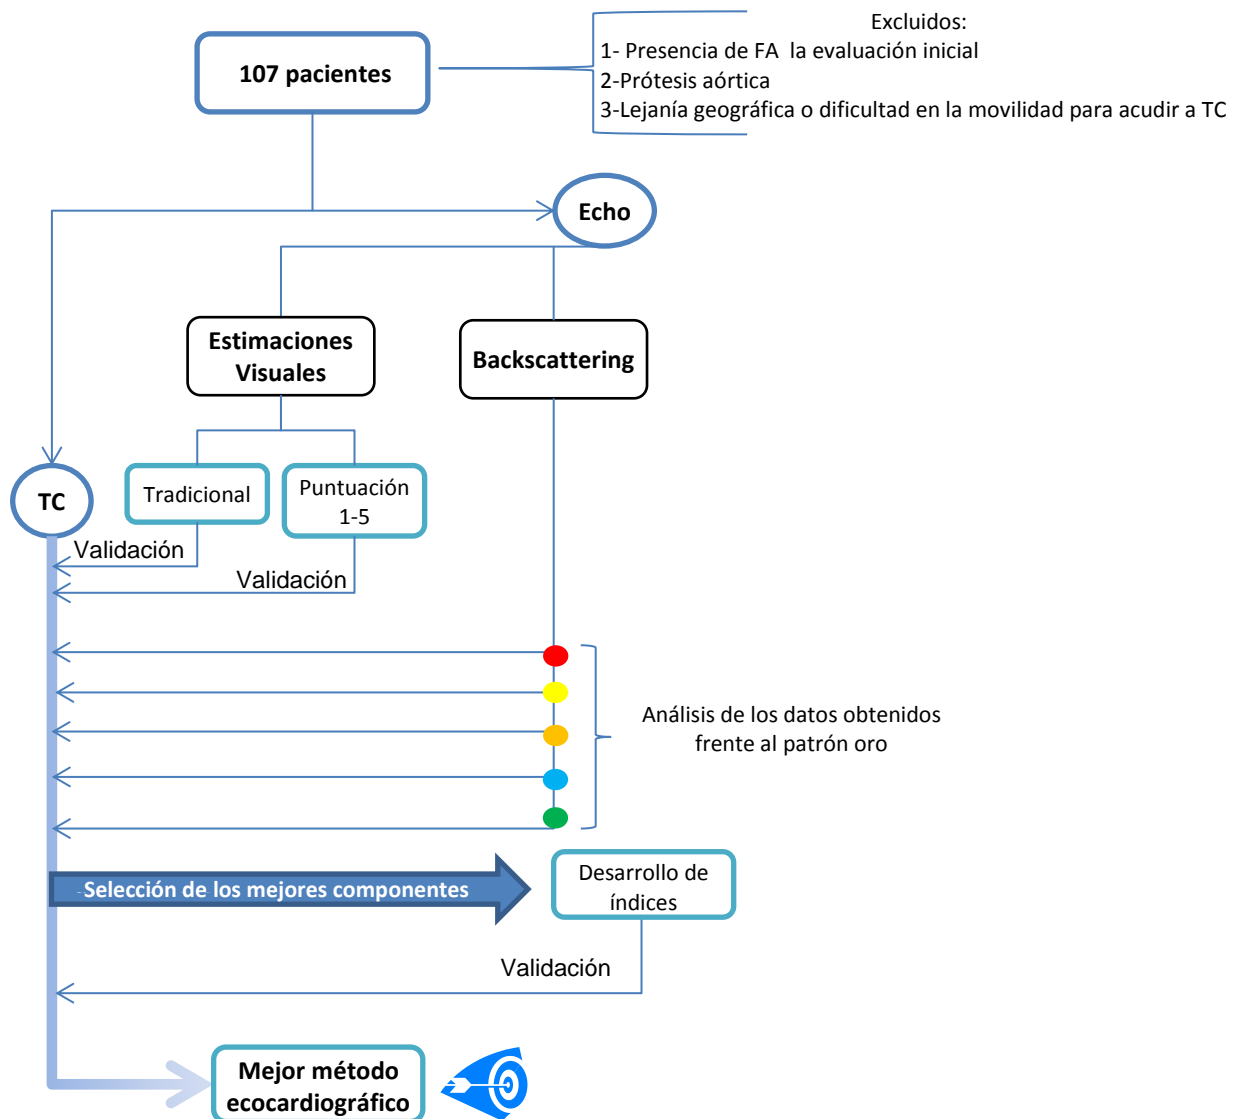 Excluidos:
107 pacientes
1- Presencia de FA la evaluación inicial
2-Prótesis aórtica
3-Lejanía geográfica o dificultad en la movilidad para acudir a TC
Echo
Estimaciones
Visuales
Backscattering
TC
Tradicional
Puntuación
1-5
Validación
Validación
Análisis de los datos obtenidos
frente al patrón oro
-Selección de los mejores componentes
Desarrollo de
índices
Validación
Mejor método
ecocardiográfico